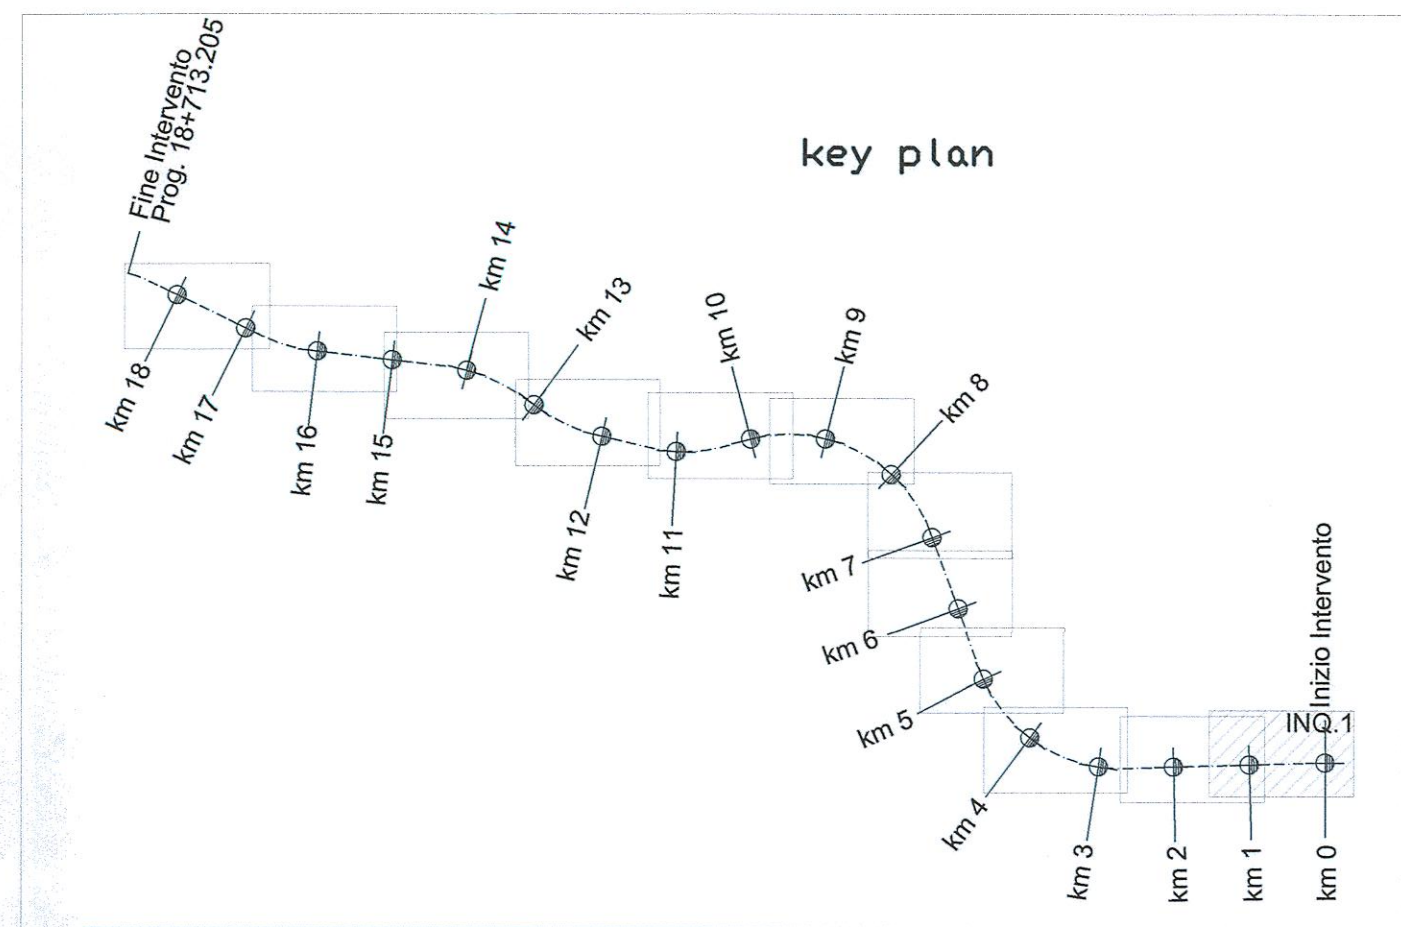 Fine Intervento
Prog. 18+713.205
key plan
km 18
km 17
km 16
km 15
km 14
km 13
km 12
km 11
km 10
km 9
km 8
km 7
km 6
km 5
km 4
km 3
km 2
km 1
km 0
INQ.1
Inizio Intervento